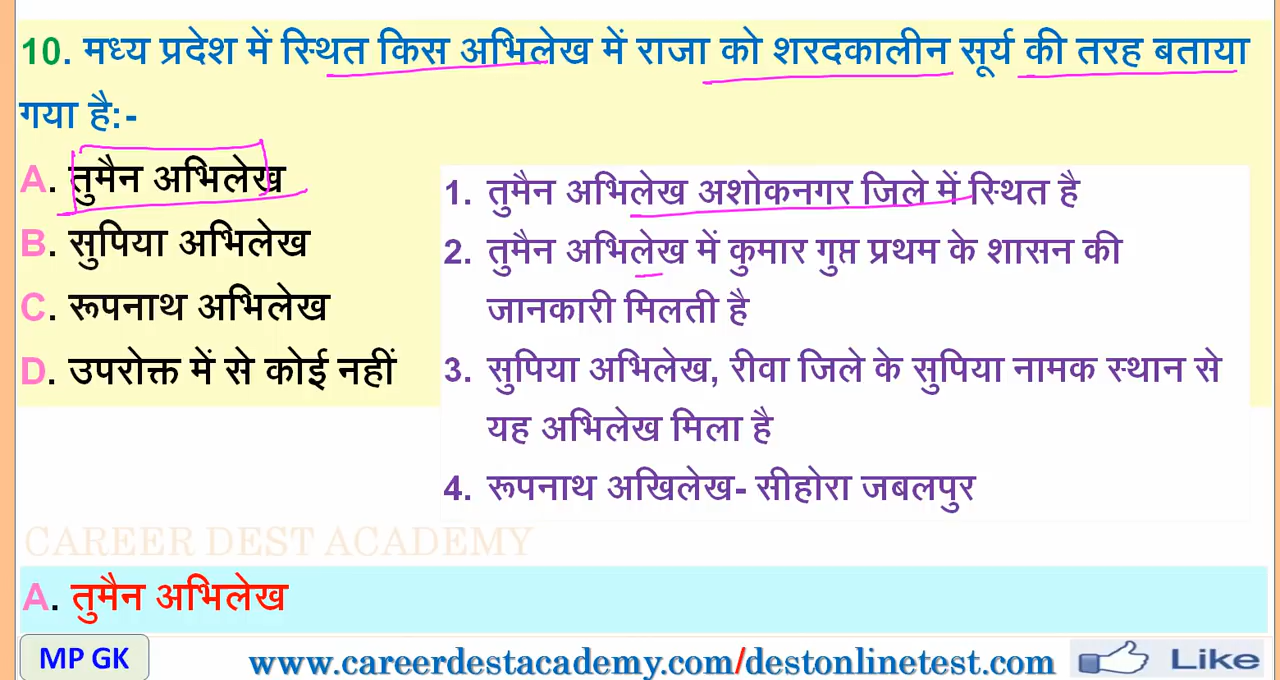 10. मध्य प्रदेश में स्थित किस अभिलेख में राजा को शरदकालीन सूर्य की तरह बताया
गया है:-
A. तुमैन अभिलेख
B. सुपिया अभिलेख
C. रूपनाथ अभिलेख
D. उपरोक्त में से कोई नहीं
1. तुमैन अभिलेख अशोकनगर जिले में स्थित है
2. तुमैन अभिलेख में कुमार गुप्त प्रथम के शासन की
जानकारी मिलती है
3. सुपिया अभिलेख, रीवा जिले के सुपिया नामक स्थान से
यह अभिलेख मिला है
4. रूपनाथ अखिलेख- सीहोरा जबलपुर
CAREER DEST ACADEMY
A. तुमैन अभिलेख
MP GK
www.careerdestacademy.com/destonlinetest.com
Like